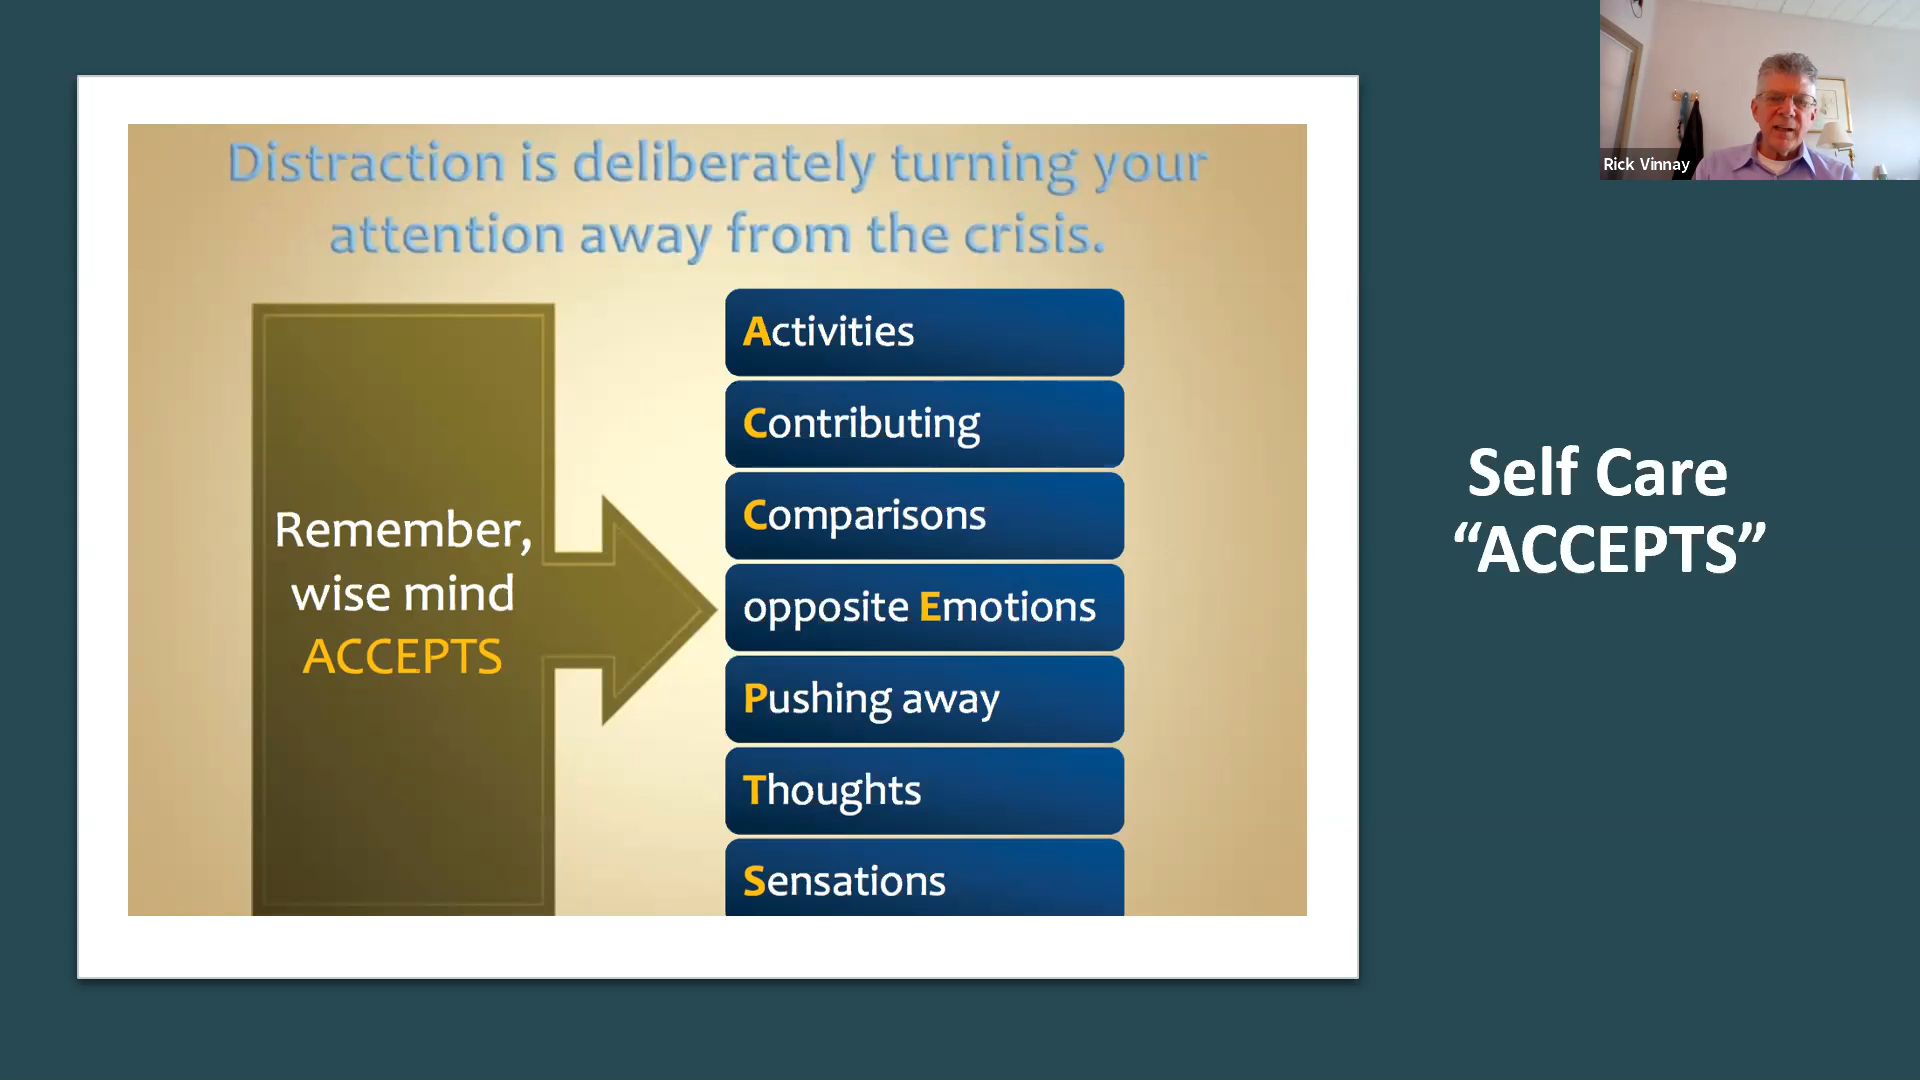 Distraction is deliberately turning your
attention away from the crisis.
Remember,
wise mind
ACCEPTS
Activities
Contributing
Comparisons
opposite Emotions
Pushing away
Thoughts
Sensations
Self Care
“ACCEPTS”
Rick Vinnay